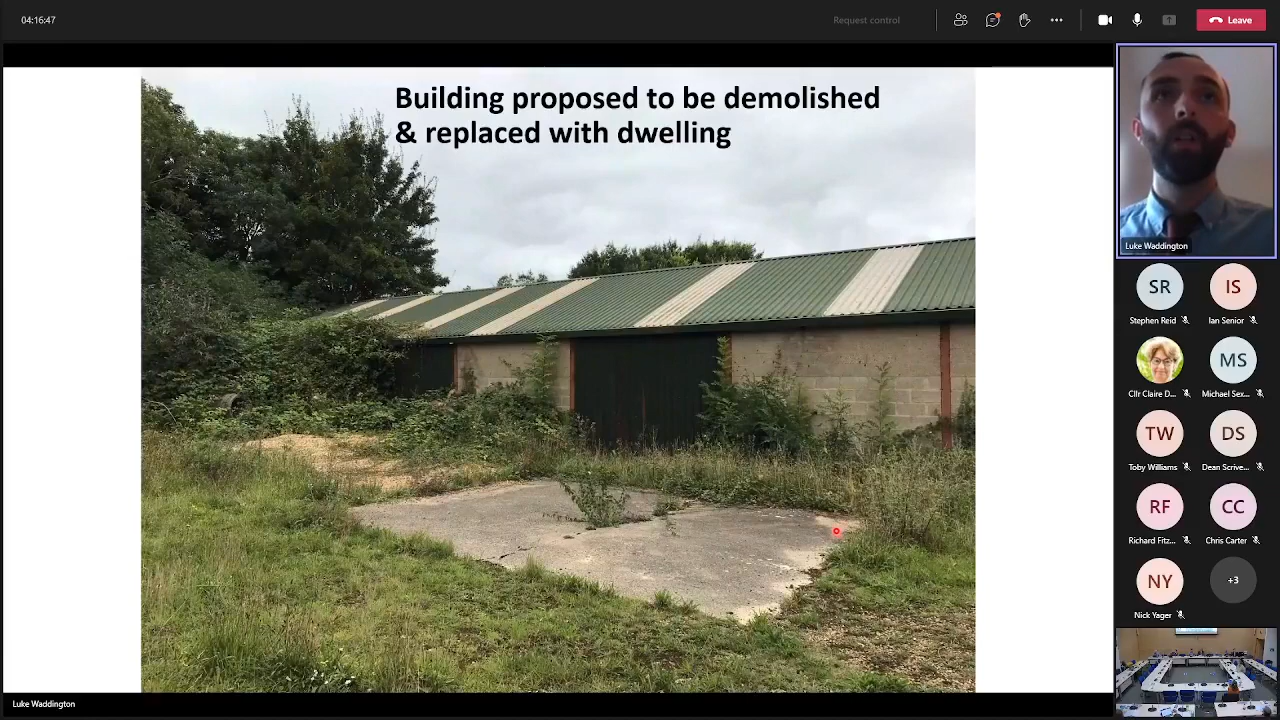 04:16:47
Request control
Leave
Building proposed to be demolished
& replaced with dwelling
Luke Waddington
SR
IS
Stephen Reid
Ian Senior
MS
Cllr Claire D...
Michael Sex...
TW
DS
Toby Williams
Dean Scrive...
RF
CC
Richard Fitz...
Chris Carter
NY
+3
Nick Yager
Luke Waddington